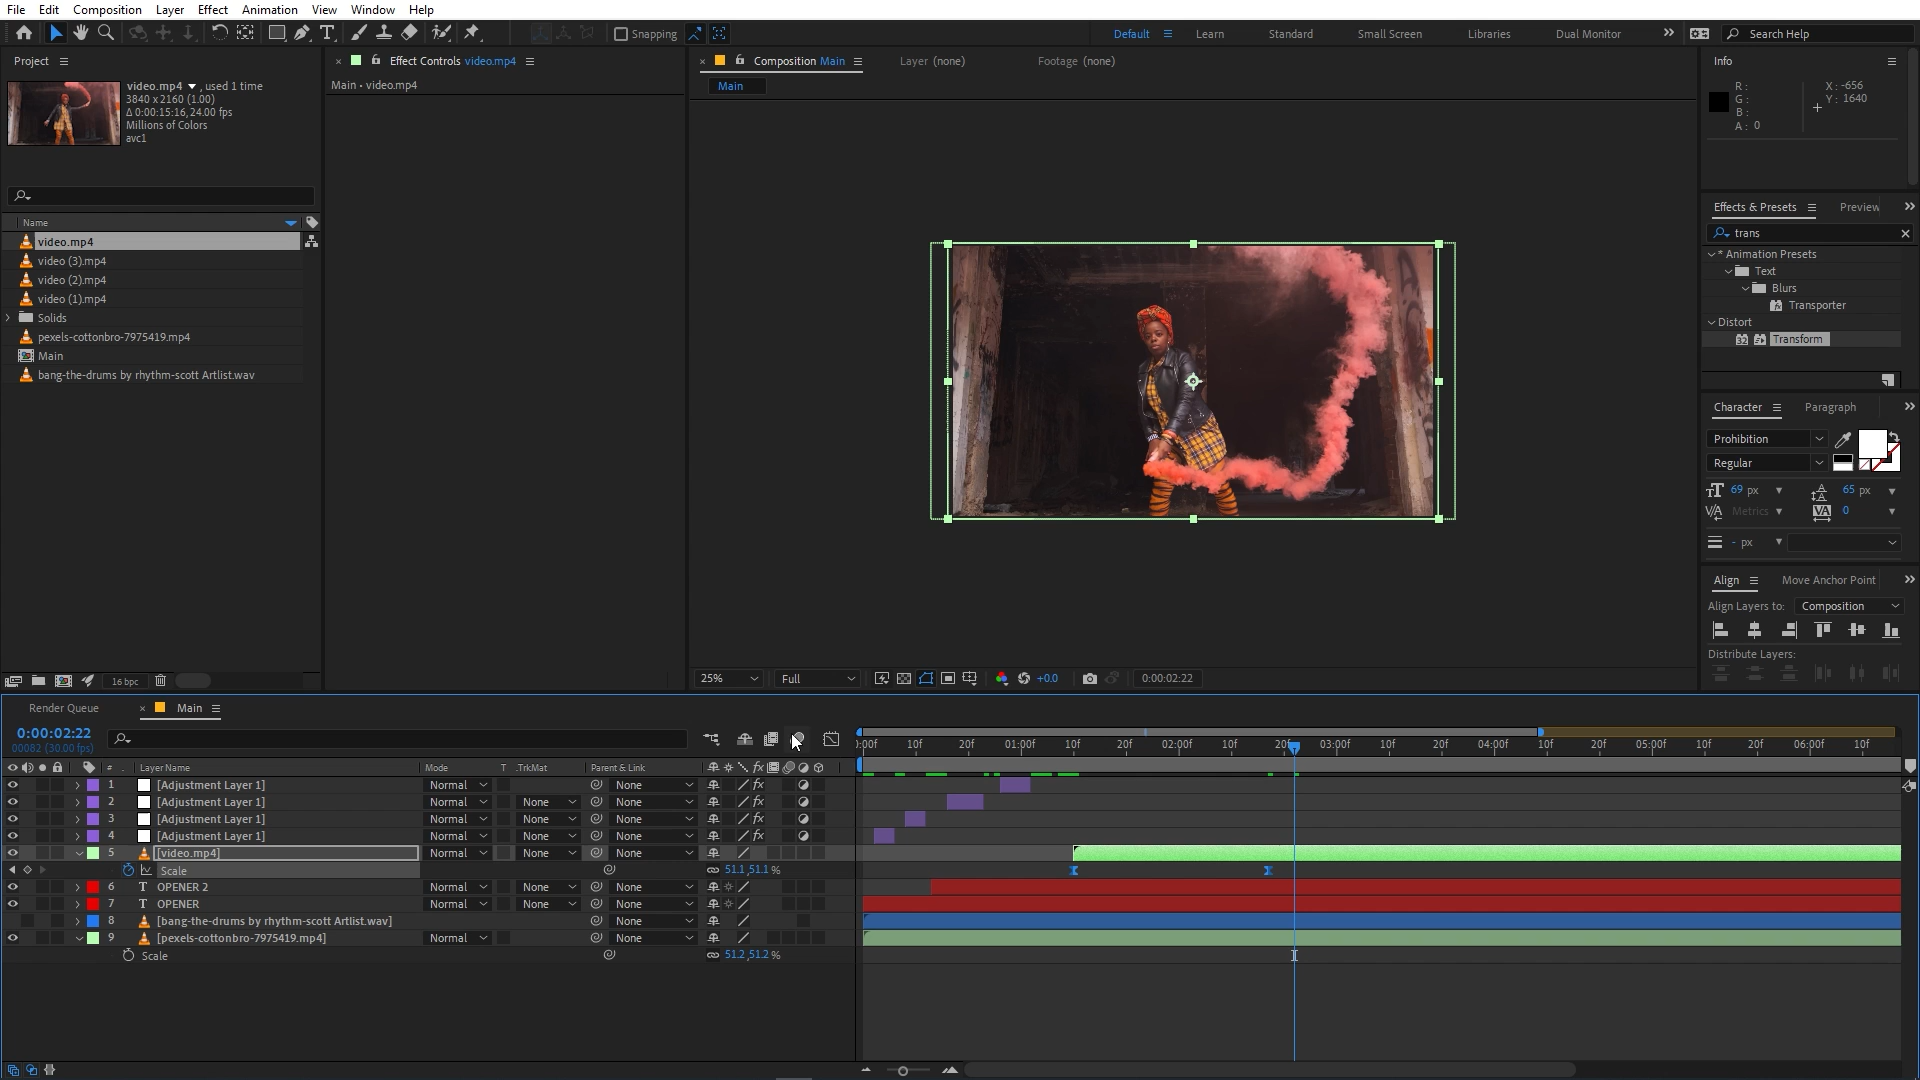 File Edit Composition Layer Effect Animation View Window Help
Snapping Default Learn Standard Small Screen Libraries Dual Monitor Search Help
Project
Effect Controls video.mp4
Composition Main
Layer (none)
Footage (none)
Info
video.mp4 , used 1 time
3840 x 2160 (1.00)
Δ 0:00:15:16, 24.00 fps
Millions of Colors
avc1
Main • video.mp4
Main
R :
G :
B :
A : 0
X : -656
Y : 1640
Name
video.mp4
video (3).mp4
video (2).mp4
video (1).mp4
Solids
pexels-cottonbro-7975419.mp4
Main
bang-the-drums by rhythm-scott Artlist.wav
Effects & Presets
Preview
trans
* Animation Presets
Text
Blurs
Transporter
Distort
32 Transform
Character Paragraph
Prohibition
Regular
69 px
65 px
Metrics
0
- px
Align Move Anchor Point
Align Layers to: Composition
Distribute Layers:
16 bpc
25% Full +0.0 0:00:02:22
Render Queue
Main
0:00:02:22
00082 (30.00 fps)
:00f 10f 20f 01:00f 10f 20f 02:00f 10f 20f 03:00f 10f 20f 04:00f 10f 20f 05:00f 10f 20f 06:00f 10f
# Layer Name Mode T .TrkMat Parent & Link fx
1 [Adjustment Layer 1] Normal None fx
2 [Adjustment Layer 1] Normal None None fx
3 [Adjustment Layer 1] Normal None None fx
4 [Adjustment Layer 1] Normal None None fx
5 [video.mp4] Normal None None
Scale 51.1,51.1 %
6 T OPENER 2 Normal None None
7 T OPENER Normal None None
8 [bang-the-drums by rhythm-scott Artlist.wav] None
9 [pexels-cottonbro-7975419.mp4] Normal None
Scale 51.2,51.2 %